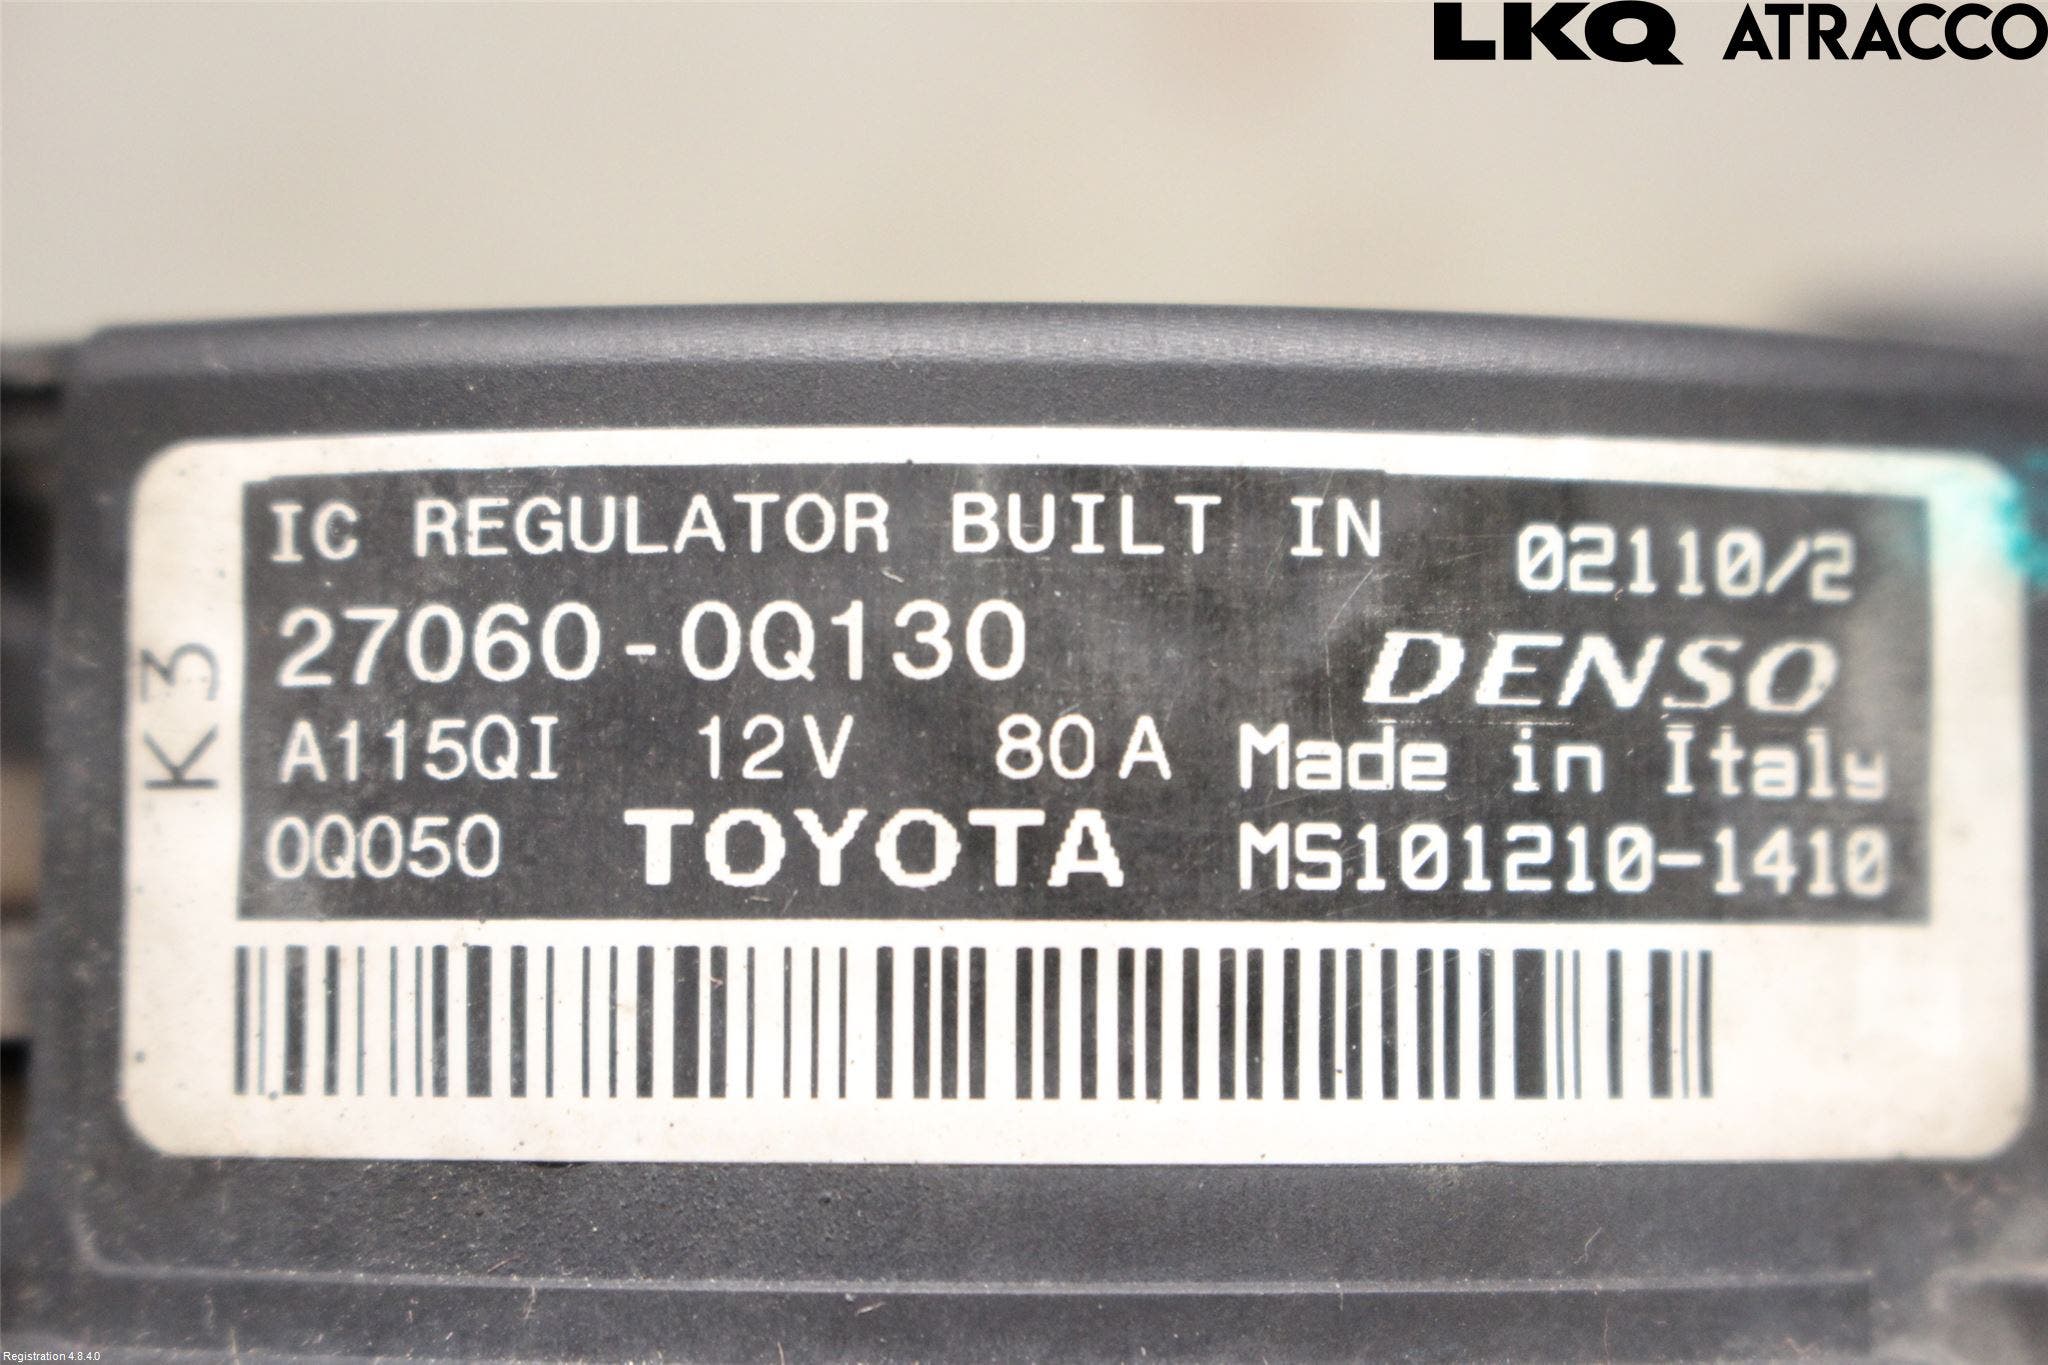 LKQ ATRACCO
IC REGULATOR BUILT IN 02110/2
27060-0Q130 DENSO
A115QI 12V 80A Made in Italy
0Q050 TOYOTA MS101210-1410
K3
Registration 4.8.4.0